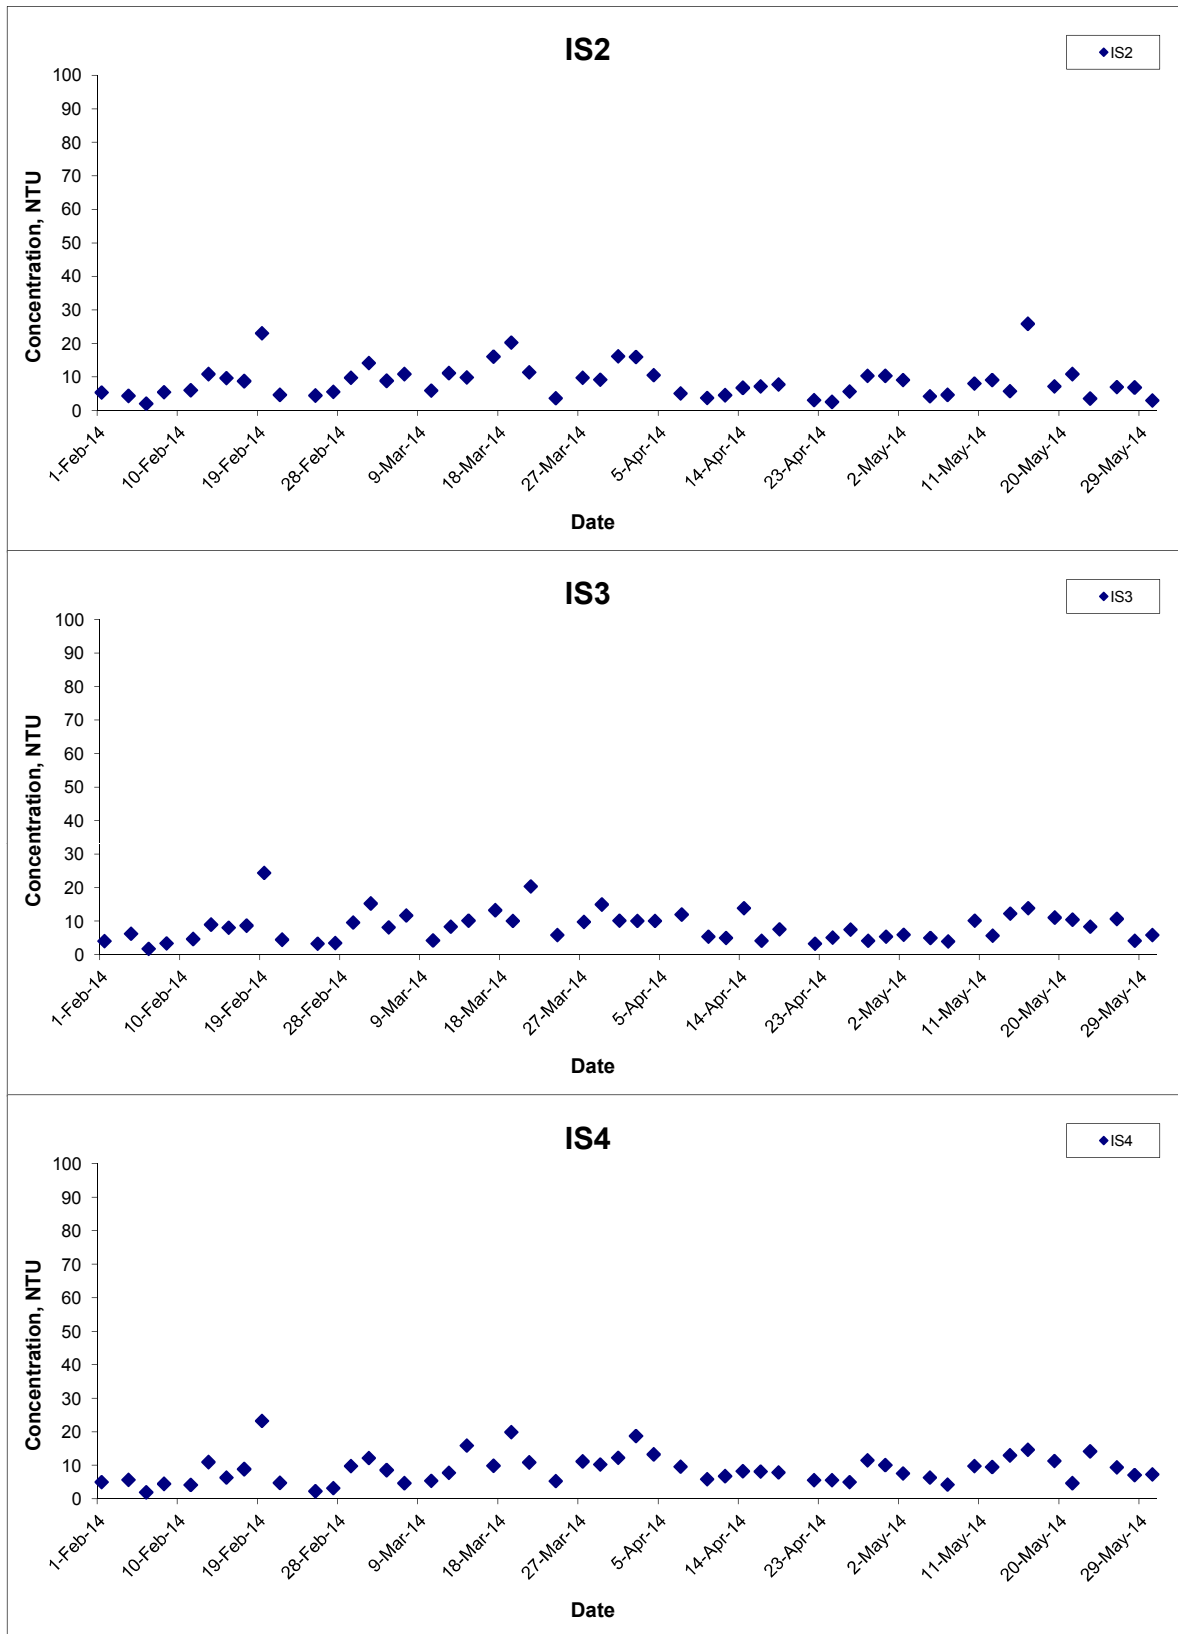 IS2
IS2
100
90
80
70
60
50
40
30
20
10
0
Concentration, NTU
1-Feb-14
10-Feb-14
19-Feb-14
28-Feb-14
9-Mar-14
18-Mar-14
27-Mar-14
5-Apr-14
14-Apr-14
23-Apr-14
2-May-14
11-May-14
20-May-14
29-May-14
Date
IS3
IS3
100
90
80
70
60
50
40
30
20
10
0
Concentration, NTU
1-Feb-14
10-Feb-14
19-Feb-14
28-Feb-14
9-Mar-14
18-Mar-14
27-Mar-14
5-Apr-14
14-Apr-14
23-Apr-14
2-May-14
11-May-14
20-May-14
29-May-14
Date
IS4
IS4
100
90
80
70
60
50
40
30
20
10
0
Concentration, NTU
1-Feb-14
10-Feb-14
19-Feb-14
28-Feb-14
9-Mar-14
18-Mar-14
27-Mar-14
5-Apr-14
14-Apr-14
23-Apr-14
2-May-14
11-May-14
20-May-14
29-May-14
Date